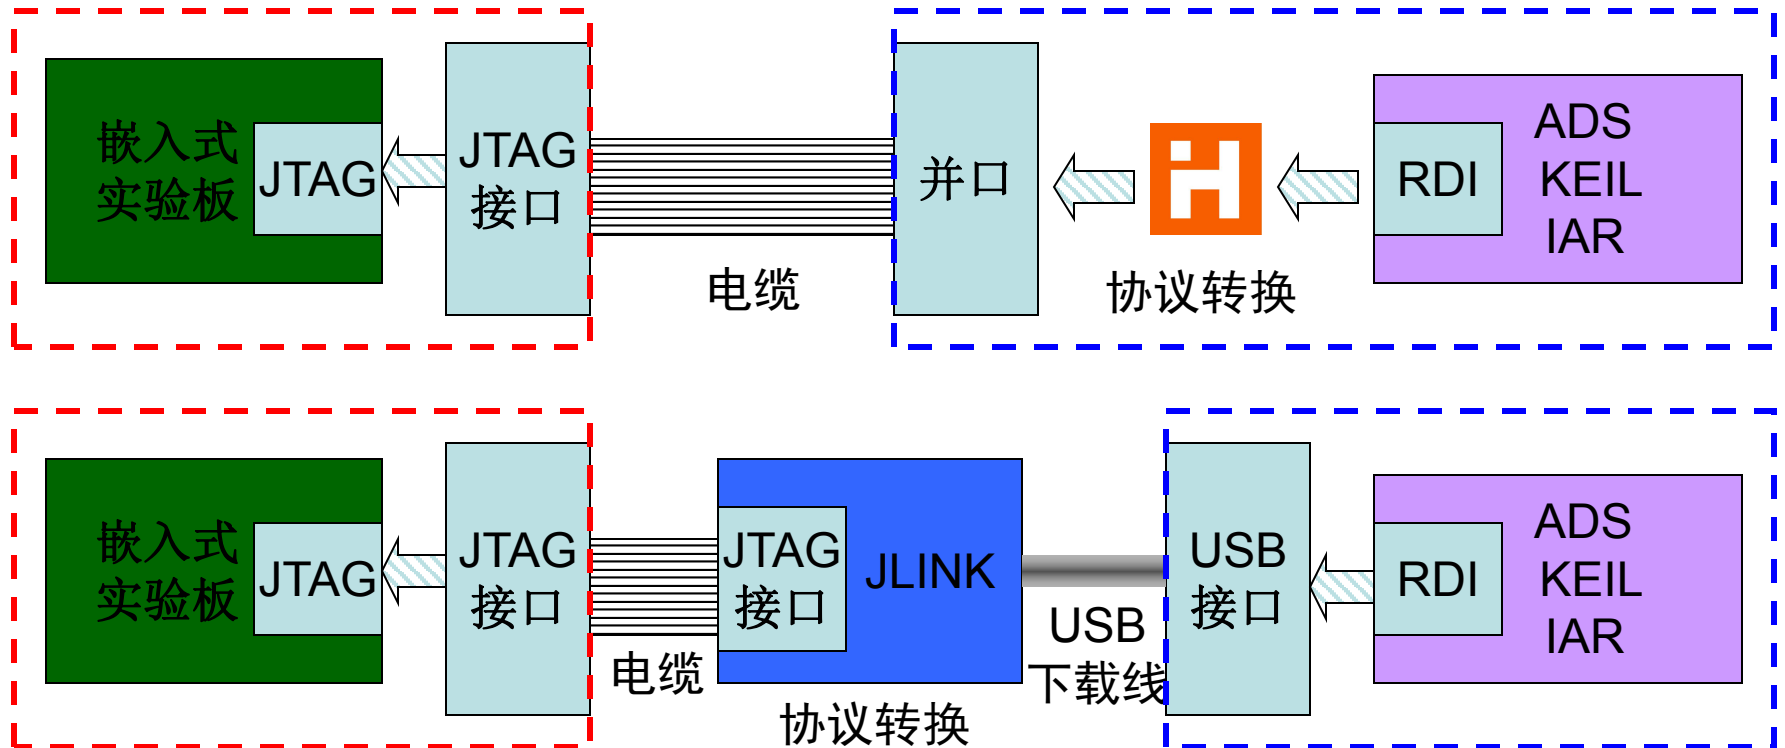 嵌入式
实验板
JTAG
JTAG
接口
电缆
并口
协议转换
RDI
ADS
KEIL
IAR
嵌入式
实验板
JTAG
JTAG
接口
电缆
JTAG
接口
JLINK
协议转换
USB
下载线
USB
接口
RDI
ADS
KEIL
IAR